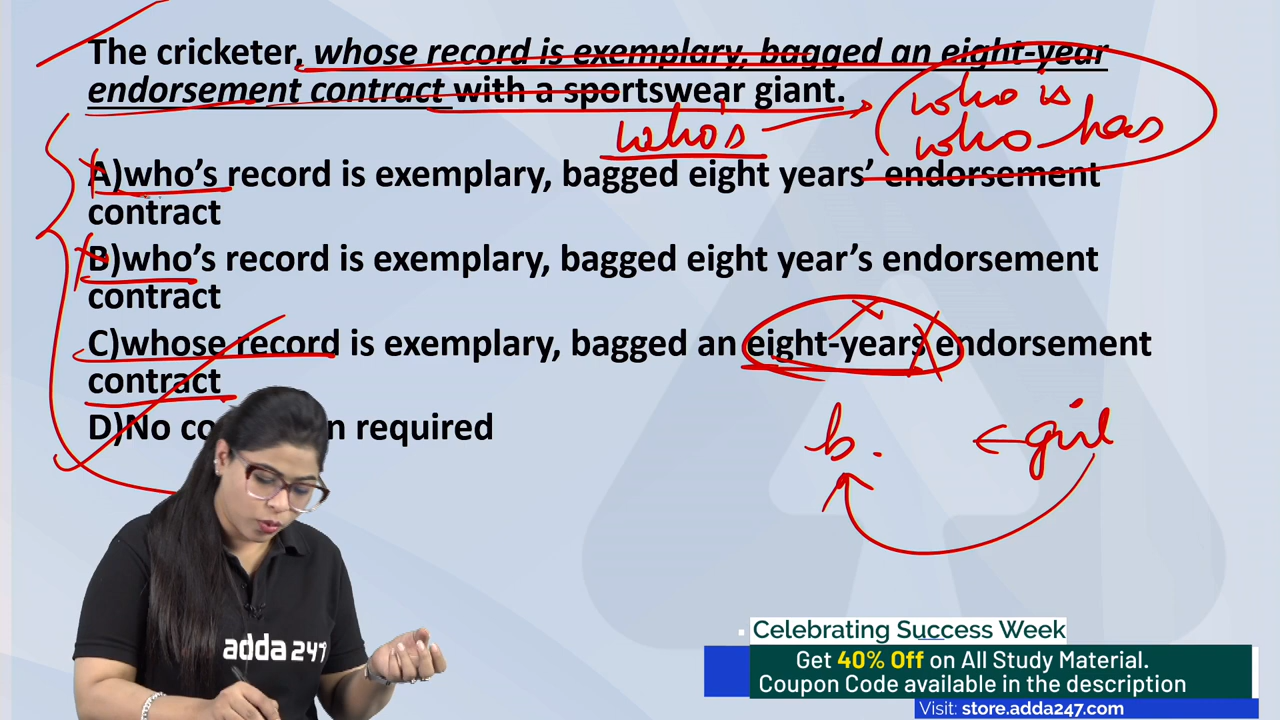 The cricketer, whose record is exemplary, bagged an eight-year
endorsement contract with a sportswear giant.
who's → who is
who has
A)who's record is exemplary, bagged eight years' endorsement
contract
B)who's record is exemplary, bagged eight year's endorsement
contract
C)whose record is exemplary, bagged an eight-years endorsement
contract
D)No required
b. ← girl
adda 247
Celebrating Success Week
Get 40% Off on All Study Material.
Coupon Code available in the description
Visit: store.adda247.com